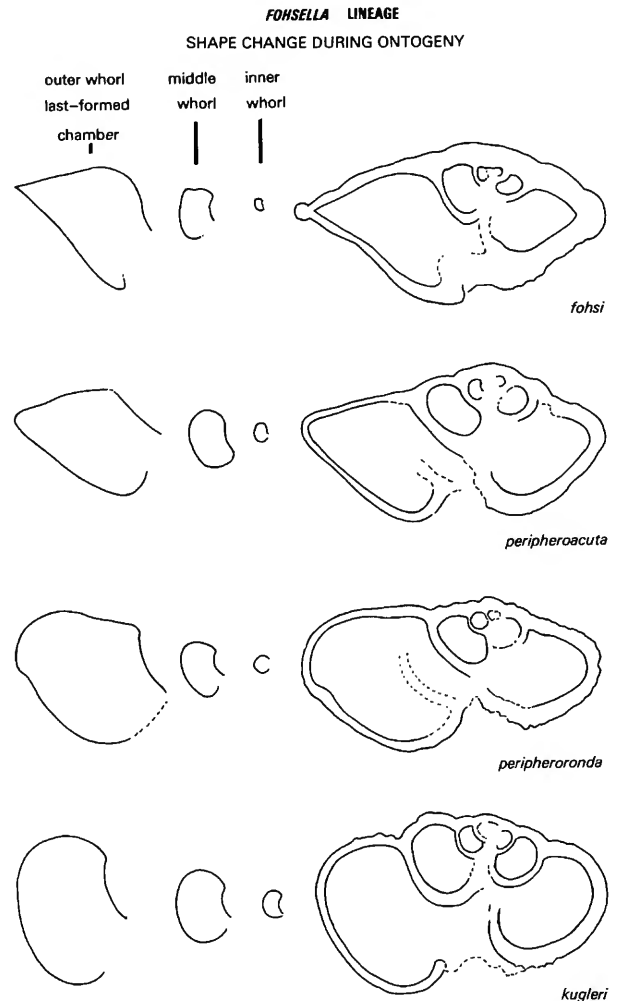 FOHSELLA LINEAGE
SHAPE CHANGE DURING ONTOGENY
outer whorl
last-formed
chamber
middle
whorl
inner
whorl
fohsi
peripheroacuta
peripheroronda
kugleri